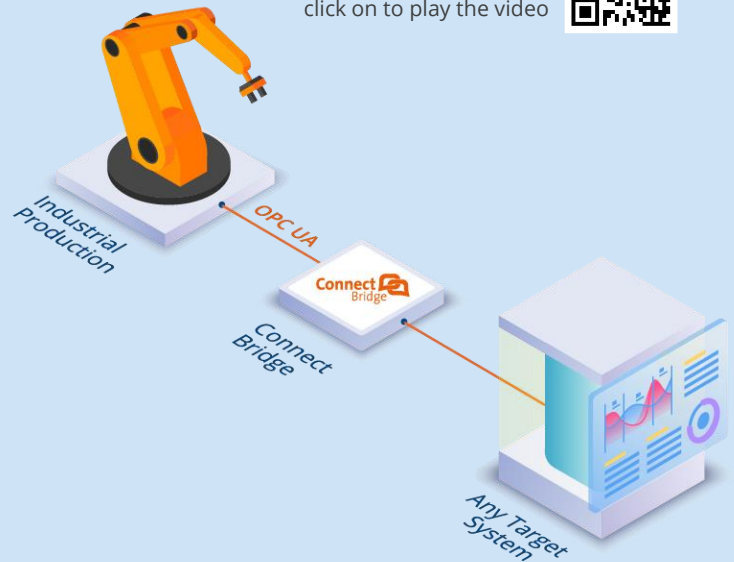 click on to play the video
Industrial
Production
OPC UA
Connect
Bridge
Connect
Bridge
Any Target
System